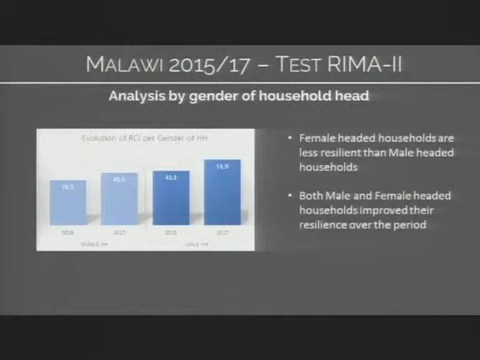 MALAWI 2015/17 – TEST RIMA-II
Analysis by gender of household head
Evolution of RCI per Gender of HH
2015
2017
2015
2017
• Female headed households are
less resilient than Male headed
households
• Both Male and Female headed
households improved their
resilience over the period